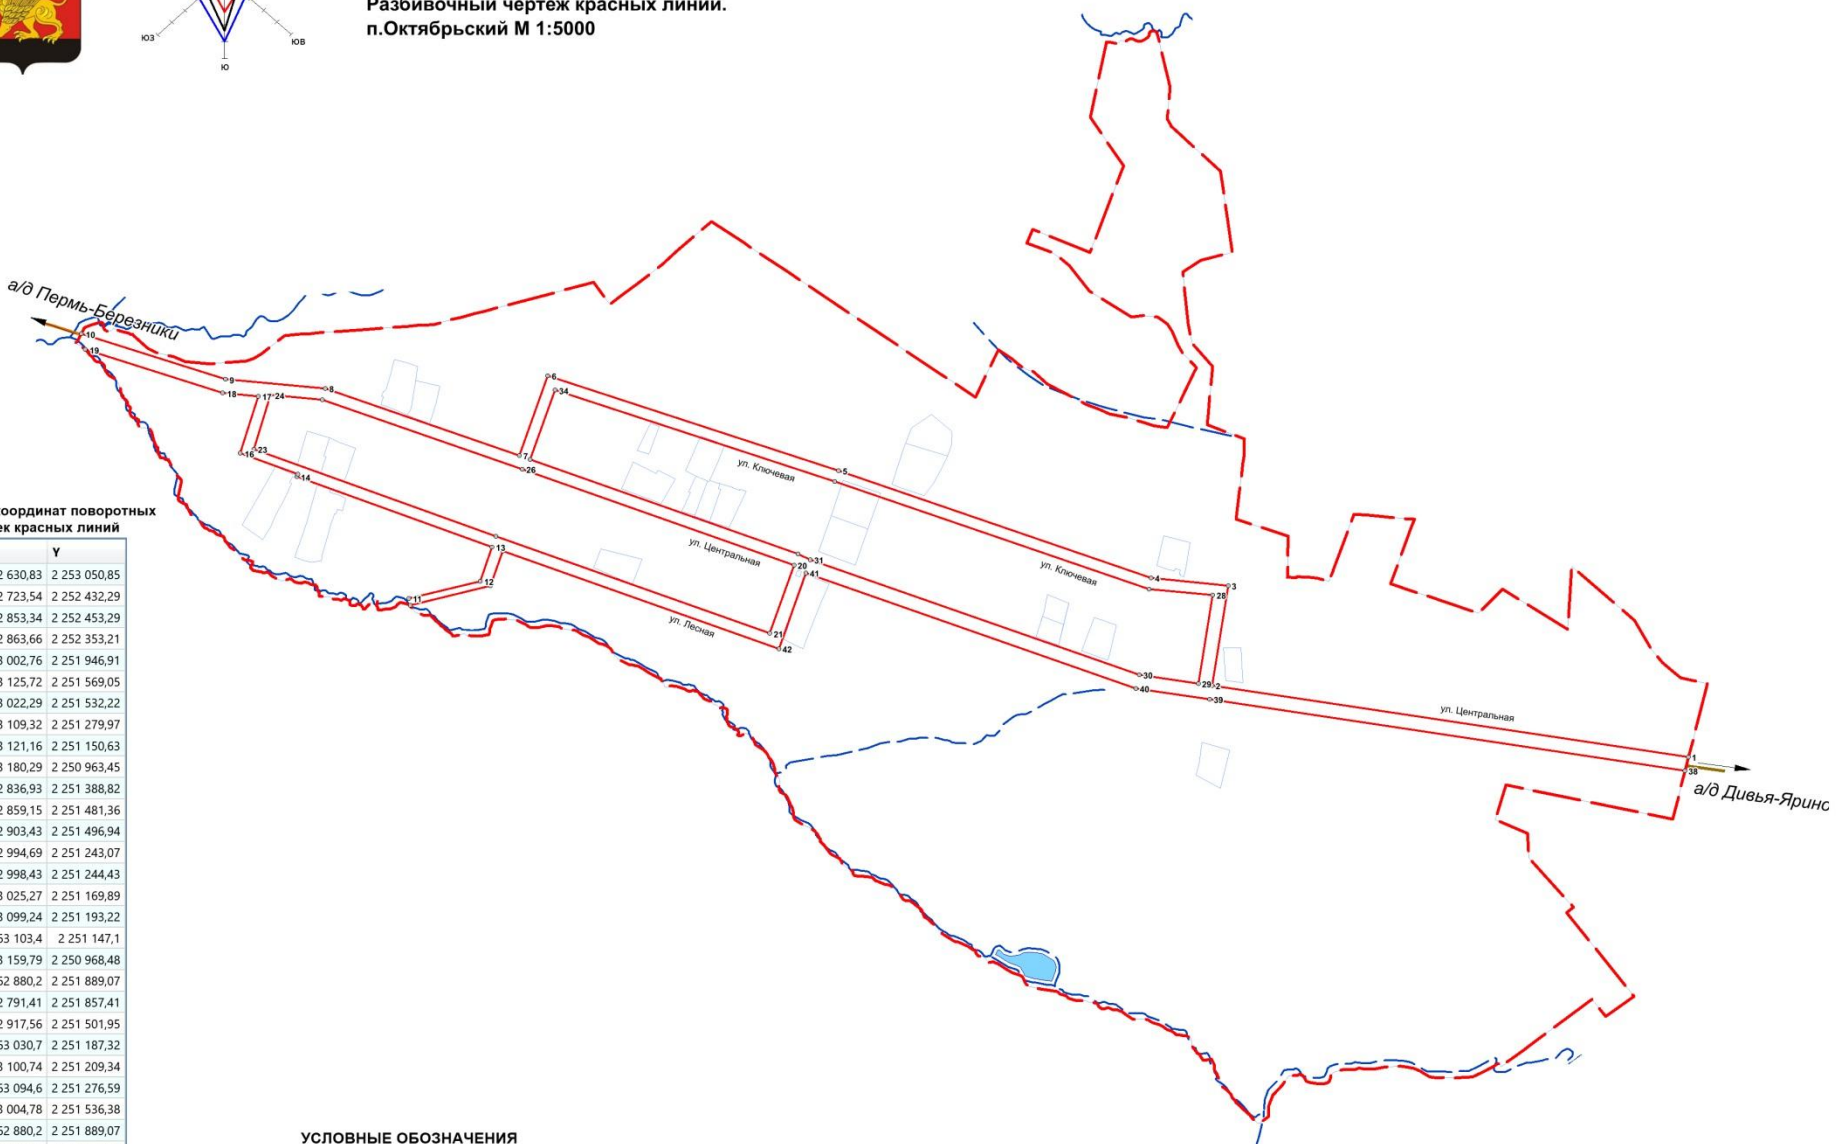 Разбивочный чертеж красных линий.
п.Октябрьский М 1:5000
ЮЗ
Ю
ЮВ
а/д Пермь-Березники
10
19
9
18
8
17
24
16
23
14
6
34
7
26
5
ул. Ключевая
ул. Центральная
13
12
11
31
20
41
21
42
ул. Лесная
ул. Ключевая
4
3
28
30
40
29
2
39
ул. Центральная
1
38
а/д Дивья-Ярино
координат поворотных
ек красных линий
Y
2 630,83 2 253 050,85
2 723,54 2 252 432,29
2 853,34 2 252 453,29
2 863,66 2 252 353,21
3 002,76 2 251 946,91
3 125,72 2 251 569,05
3 022,29 2 251 532,22
3 109,32 2 251 279,97
3 121,16 2 251 150,63
3 180,29 2 250 963,45
2 836,93 2 251 388,82
2 859,15 2 251 481,36
2 903,43 2 251 496,94
2 994,69 2 251 243,07
2 998,43 2 251 244,43
3 025,27 2 251 169,89
3 099,24 2 251 193,22
53 103,4 2 251 147,1
3 159,79 2 250 968,48
52 880,2 2 251 889,07
2 791,41 2 251 857,41
2 917,56 2 251 501,95
53 030,7 2 251 187,32
3 100,74 2 251 209,34
53 094,6 2 251 276,59
3 004,78 2 251 536,38
52 880,2 2 251 889,07
УСЛОВНЫЕ ОБОЗНАЧЕНИЯ